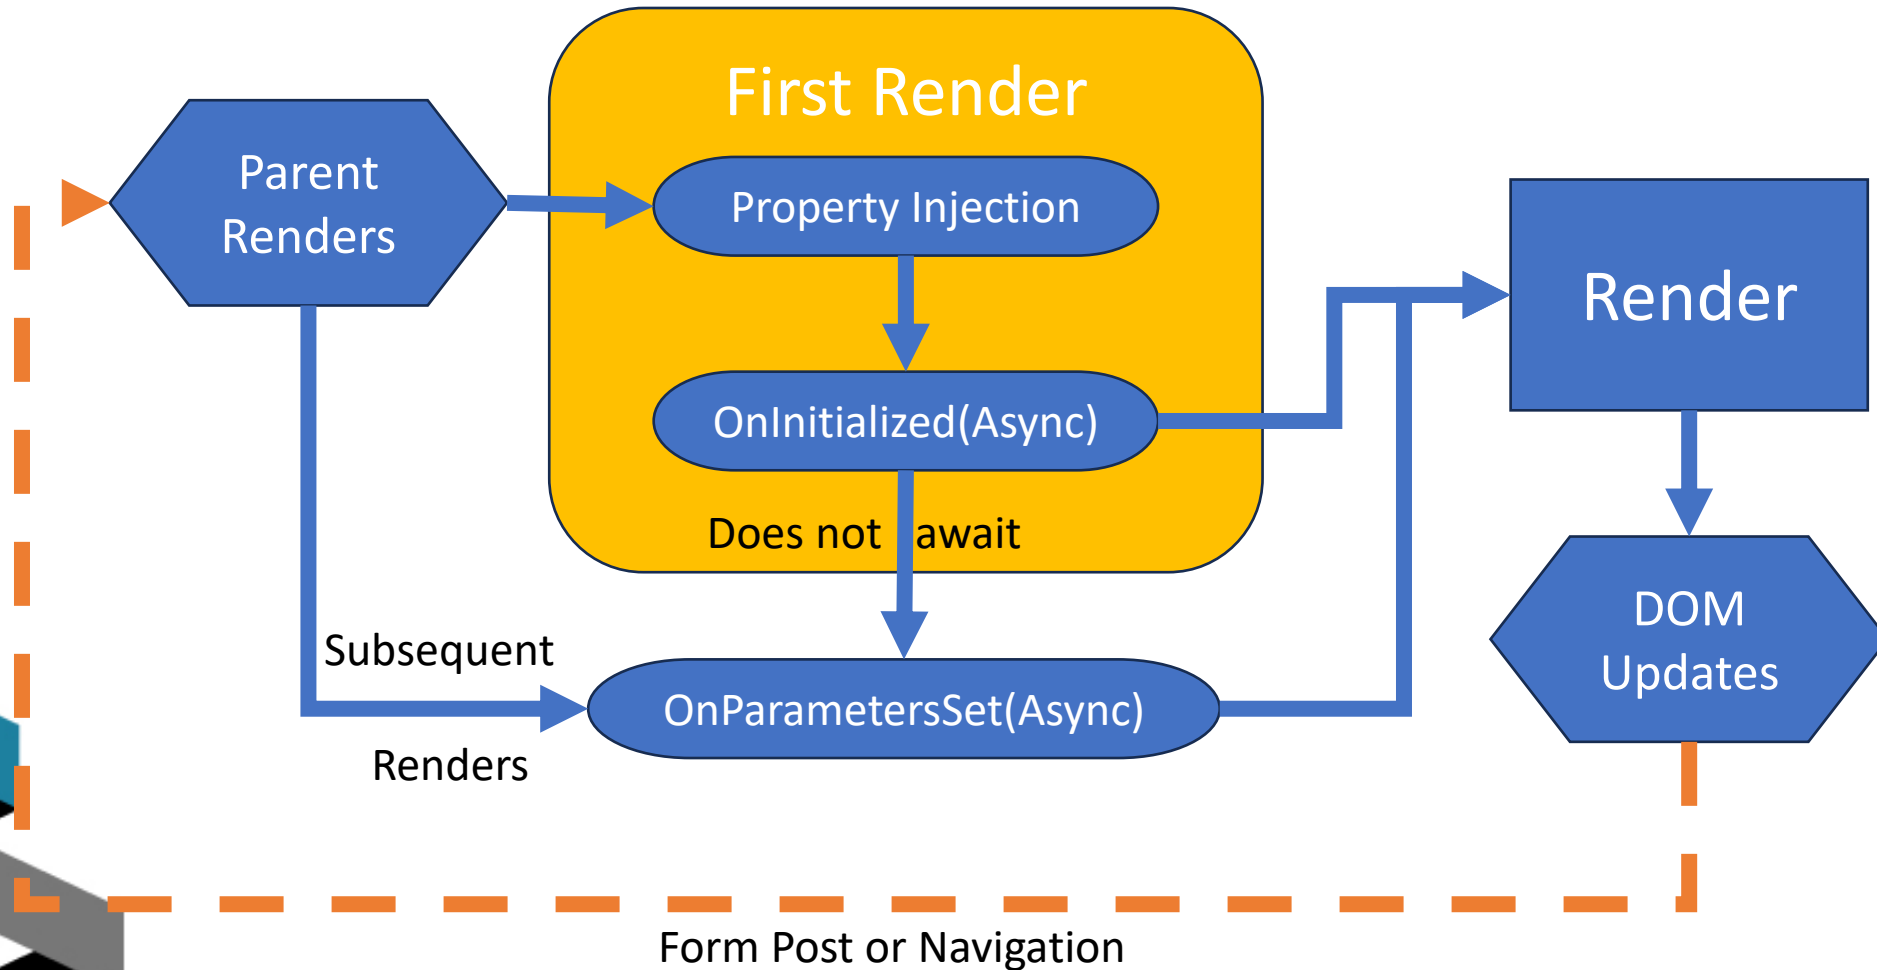 First Render
Parent
Renders
Property Injection
Render
OnInitialized(Async)
Does not await
DOM
Updates
Subsequent
OnParametersSet(Async)
Renders
Form Post or Navigation